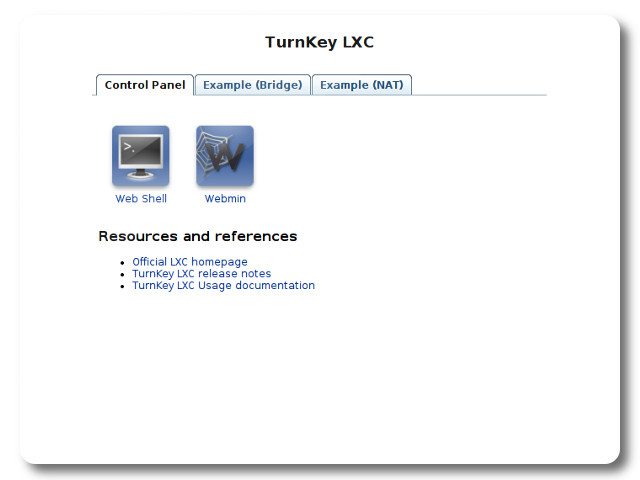 TurnKey LXC
Control Panel Example (Bridge) Example (NAT)
>_
Web Shell Webmin
Resources and references
Official LXC homepage
TurnKey LXC release notes
TurnKey LXC Usage documentation